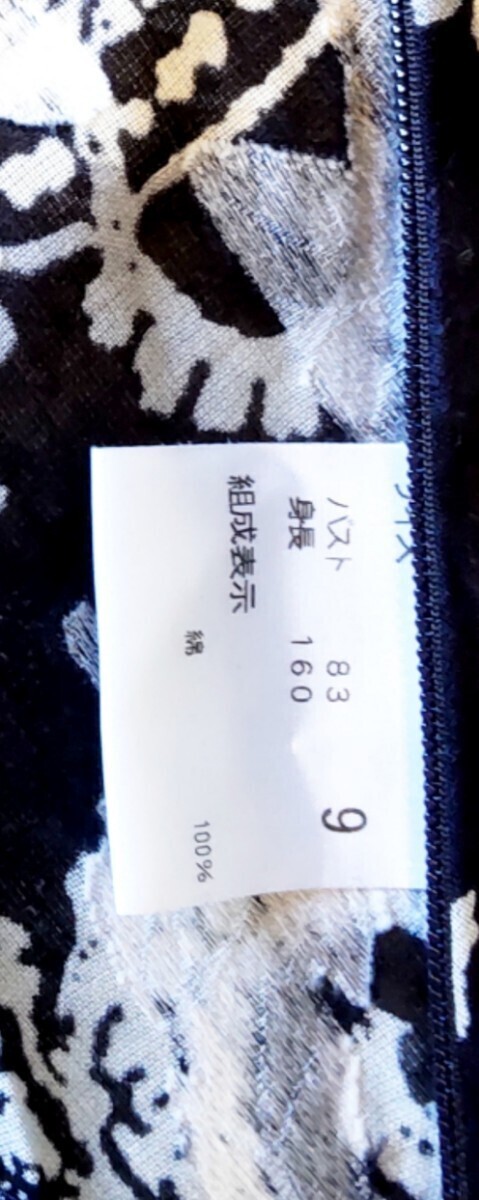 サイズ
バスト 83
身長 160
9
組成表示
綿 100%